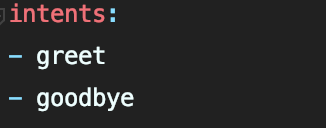 intents:
- greet
- goodbye